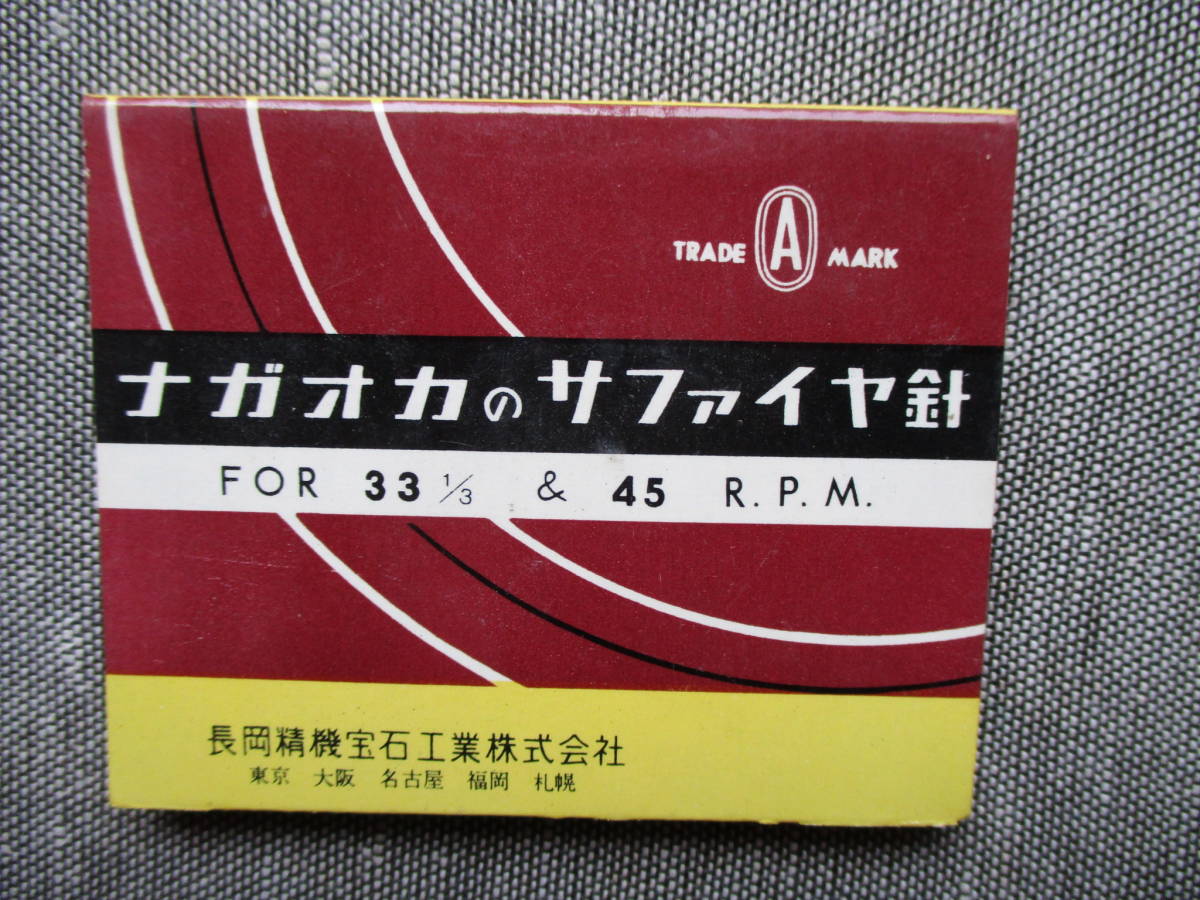 TRADE A MARK
ナガオカのサファイヤ針
FOR 33 1/3 & 45 R.P.M.
長岡精機宝石工業株式会社
東京 大阪 名古屋 福岡 札幌